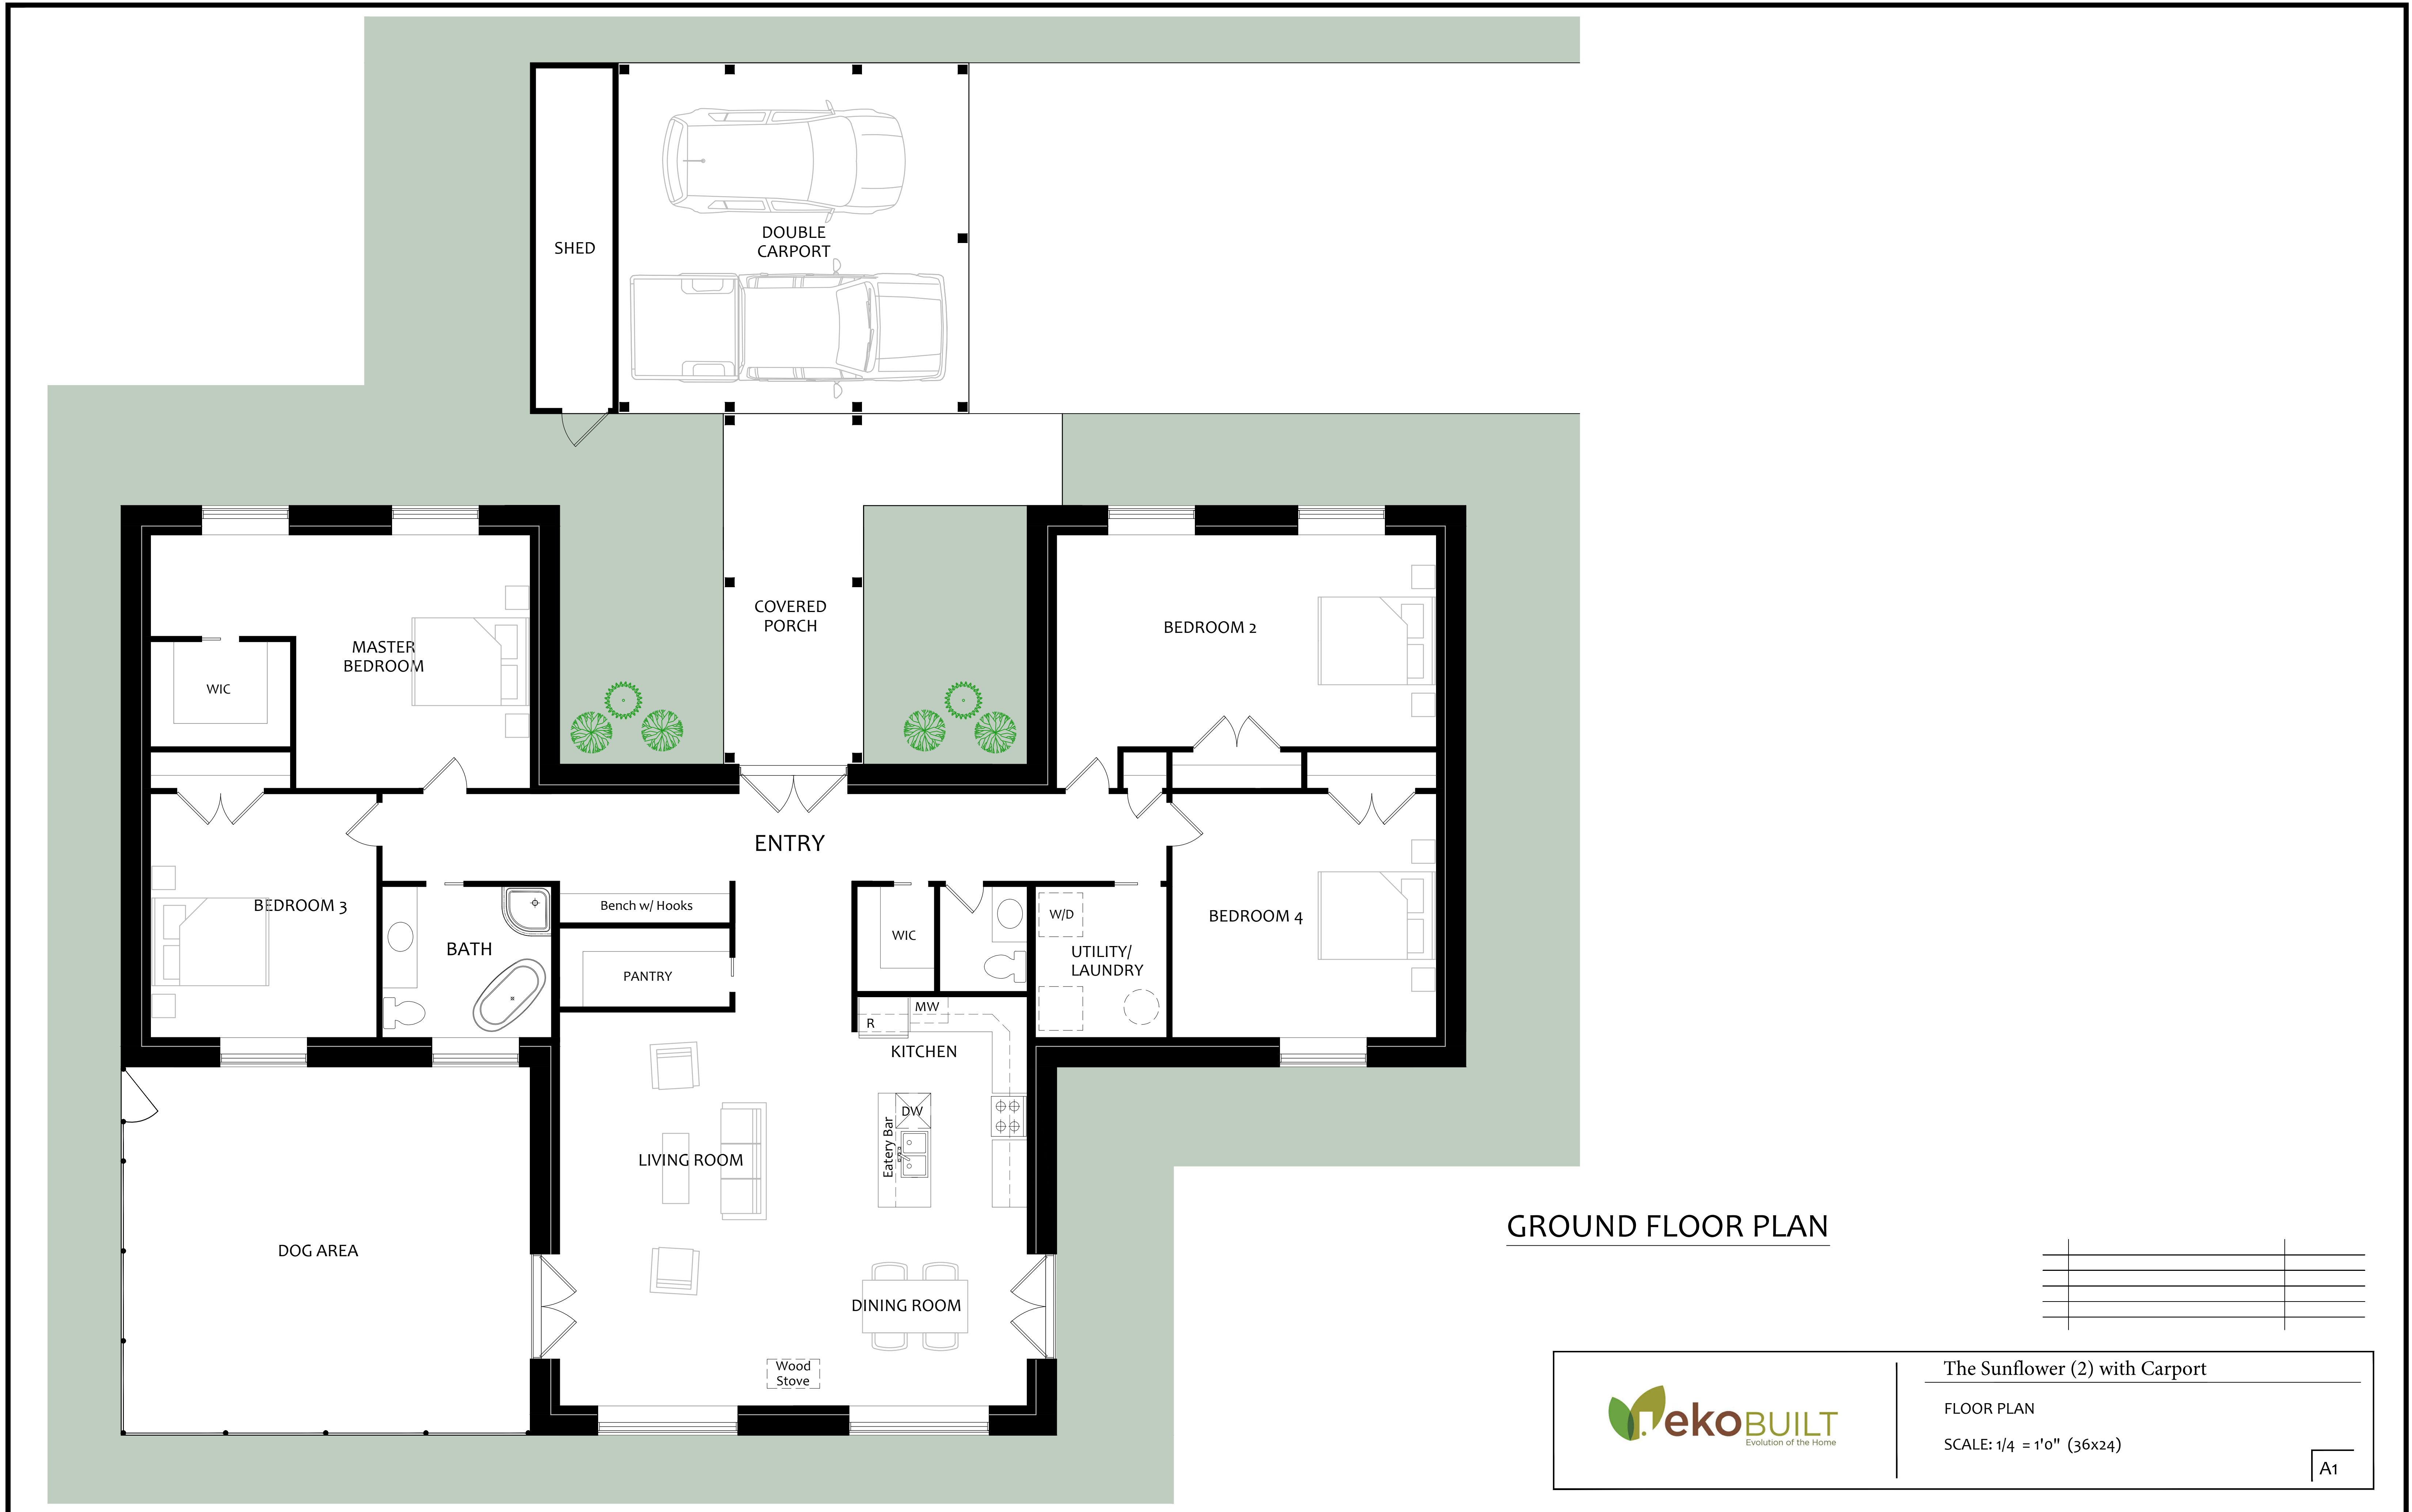 SHED
DOUBLE
CARPORT
COVERED
PORCH
MASTER
BEDROOM
WIC
BEDROOM 2
ENTRY
BEDROOM 3
BATH
Bench w/ Hooks
PANTRY
WIC
W/D
UTILITY/
LAUNDRY
BEDROOM 4
R
MW
KITCHEN
DW
Eatery Bar
LIVING ROOM
DOG AREA
DINING ROOM
Wood
Stove
GROUND FLOOR PLAN
ekoBUILT
Evolution of the Home
The Sunflower (2) with Carport
FLOOR PLAN
SCALE: 1/4 = 1'0" (36x24)
A1